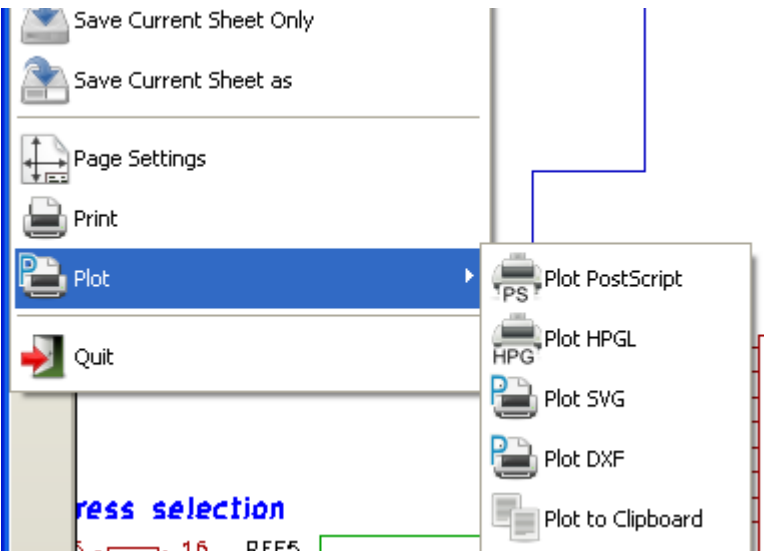 Save Current Sheet Only
Save Current Sheet as
Page Settings
Print
Plot
Quit
Plot PostScript
PS
Plot HPGL
HPG
Plot SVG
Plot DXF
Plot to Clipboard
ress selection
16